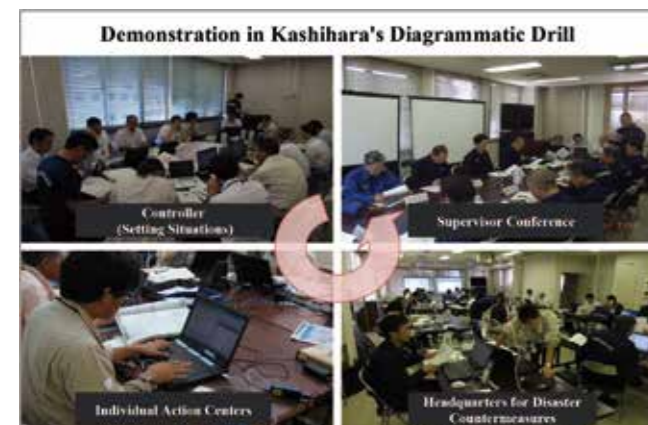 Demonstration in Kashihara's Diagrammatic Drill
Controller
(Setting Situations)
Supervisor Conference
Individual Action Centers
Headquarters for Disaster
Countermeasures